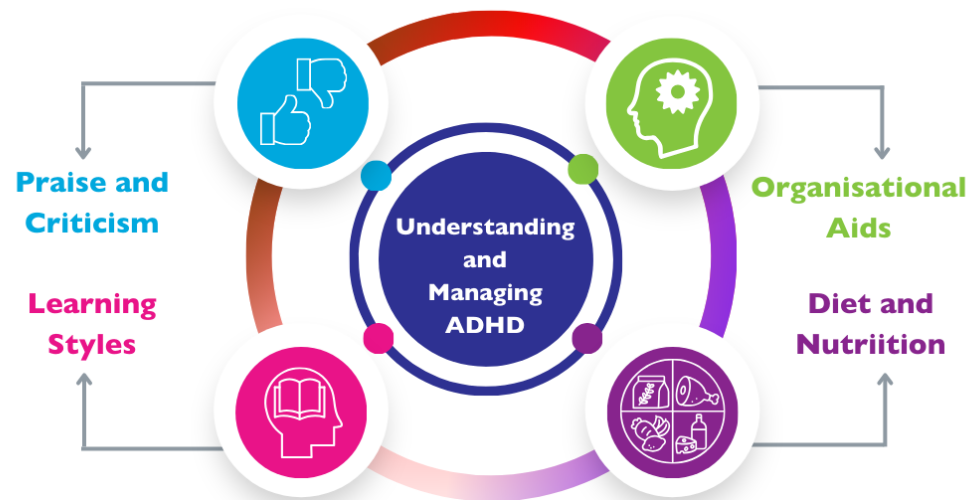 Praise and
Criticism
Learning
Styles
Understanding
and
Managing
ADHD
Organisational
Aids
Diet and
Nutriition